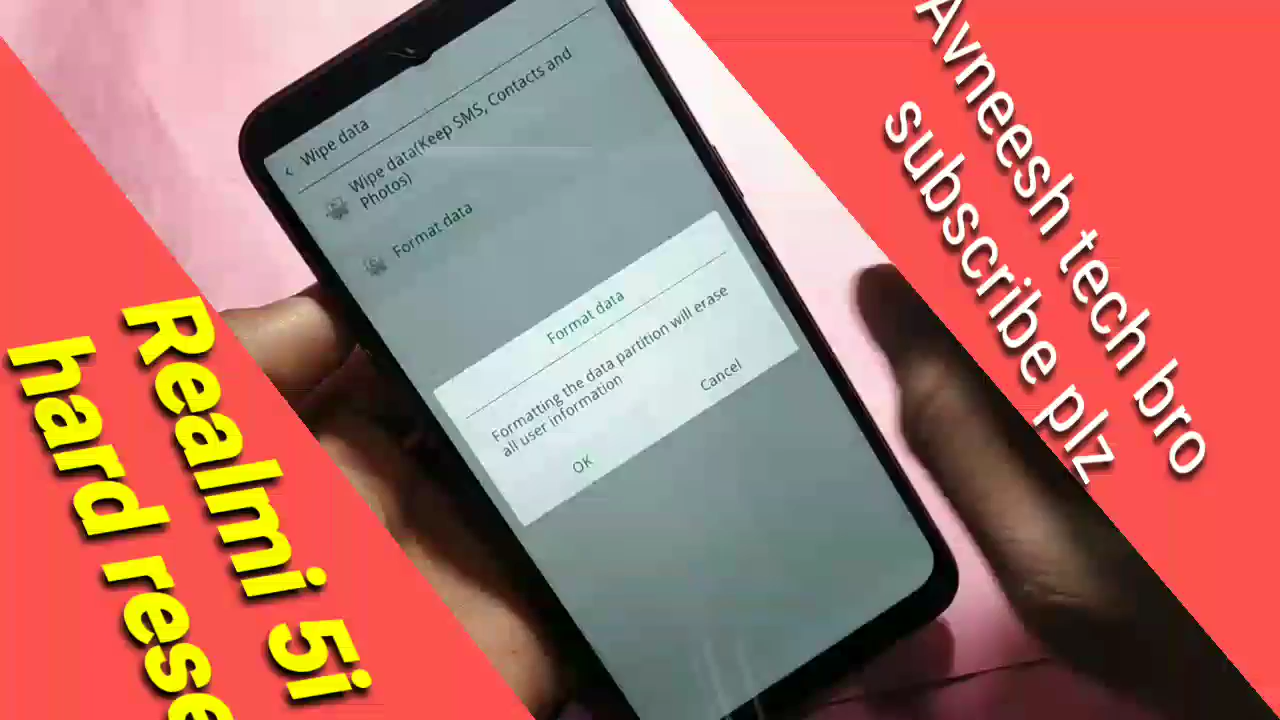 Avneesh tech bro
subscribe plz
‹ Wipe data
Wipe data(Keep SMS, Contacts and
Photos)
Format data
Format data
Formatting the data partition will erase
all user information
OK
Cancel
Realmi 5i
hard rese